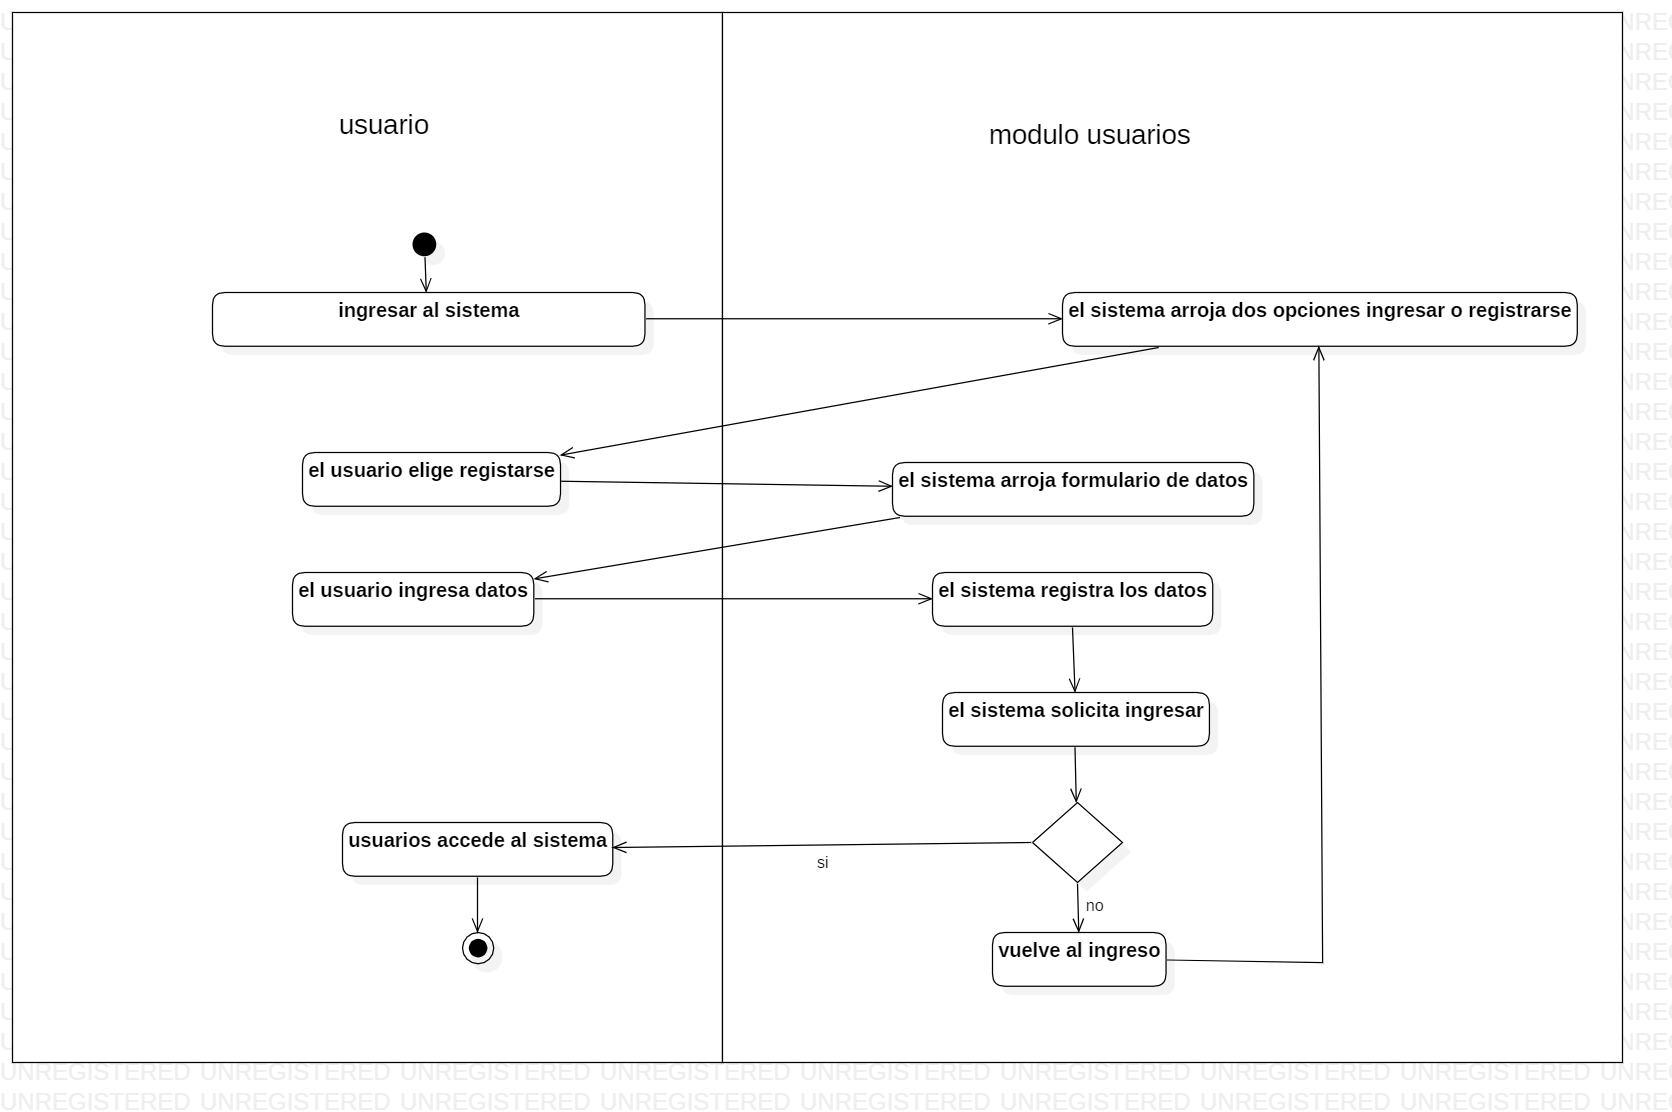 usuario
modulo usuarios
ingresar al sistema
el sistema arroja dos opciones ingresar o registrarse
el usuario elige registarse
el sistema arroja formulario de datos
el usuario ingresa datos
el sistema registra los datos
el sistema solicita ingresar
usuarios accede al sistema
si
no
vuelve al ingreso
UNREGISTERED UNREGISTERED UNREGISTERED UNREGISTERED UNREGISTERED UNREGISTERED UNREGISTERED UNREGISTERED
UNREGISTERED UNREGISTERED UNREGISTERED UNREGISTERED UNREGISTERED UNREGISTERED UNREGISTERED UNREGISTERED